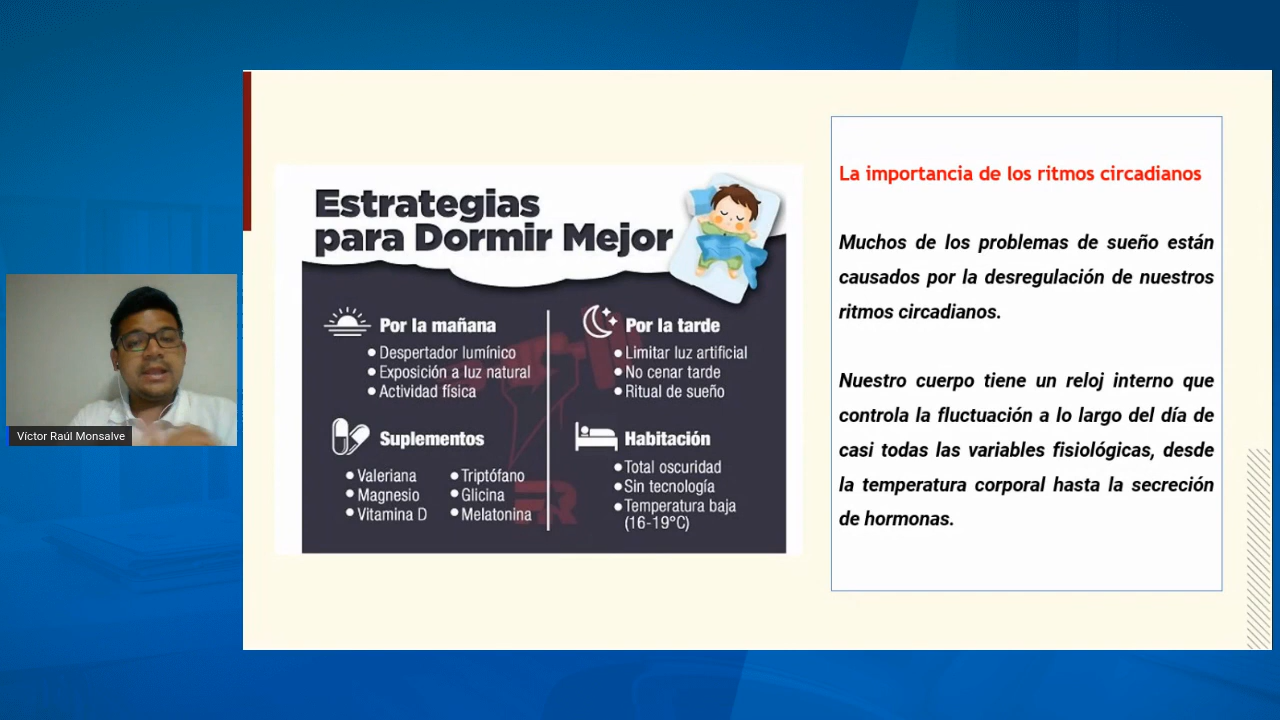 Víctor Raúl Monsalve
Estrategias
para Dormir Mejor
Por la mañana
Despertador lumínico
Exposición a luz natural
Actividad física
Por la tarde
Limitar luz artificial
No cenar tarde
Ritual de sueño
Suplementos
Valeriana
Magnesio
Vitamina D
Triptófano
Glicina
Melatonina
Habitación
Total oscuridad
Sin tecnología
Temperatura baja
(16-19°C)
La importancia de los ritmos circadianos
Muchos de los problemas de sueño están
causados por la desregulación de nuestros
ritmos circadianos.
Nuestro cuerpo tiene un reloj interno que
controla la fluctuación a lo largo del día de
casi todas las variables fisiológicas, desde
la temperatura corporal hasta la secreción
de hormonas.